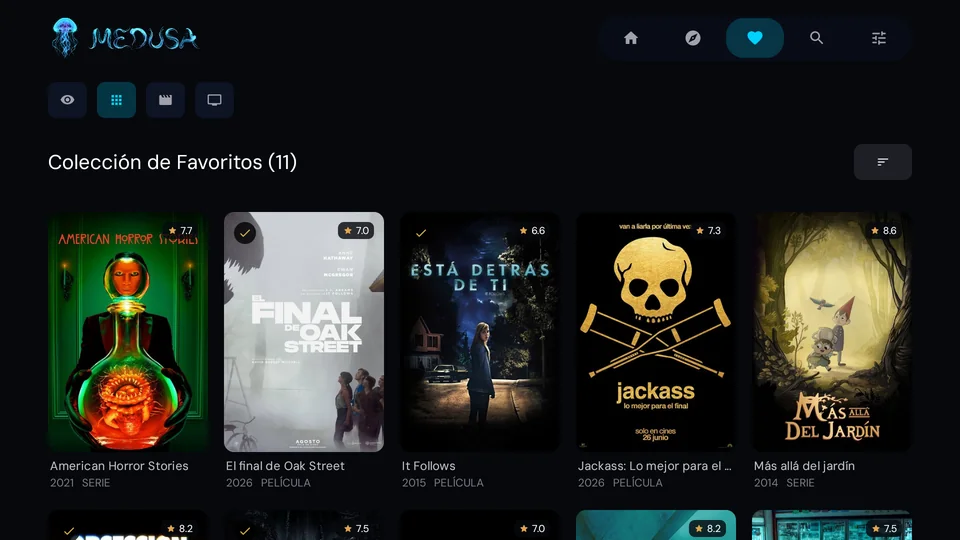 MEDUSA
Colección de Favoritos (11)
7.7
AMERICAN HORROR STORIES
7.0
EL
FINAL
DE OAK
STREET
AGOSTO
6.6
ESTÁ DETRÁS
DE TI
van a liarla por última vez
7.3
jackass
lo mejor para el final
solo en cines
26 junio
8.6
MÁS ALLÁ
DEL JARDÍN
American Horror Stories
2021 SERIE
El final de Oak Street
2026 PELÍCULA
It Follows
2015 PELÍCULA
Jackass: Lo mejor para el ...
2026 PELÍCULA
Más allá del jardín
2014 SERIE
8.2
7.5
7.0
8.2
7.5